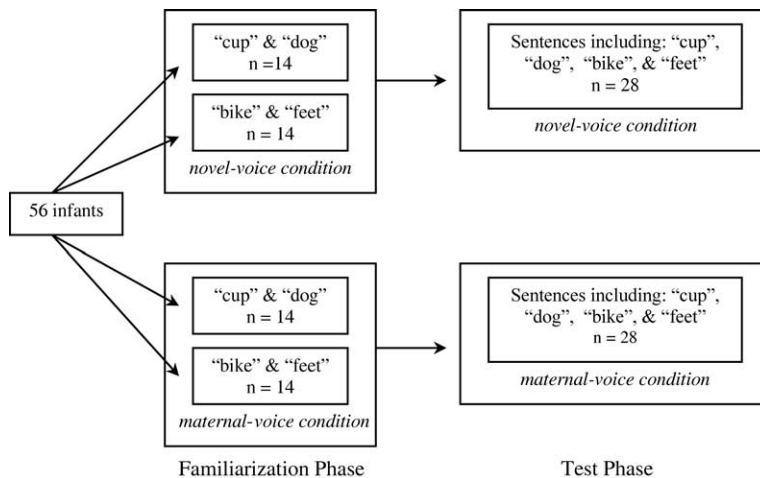 “cup” & “dog”
n =14
“bike” & “feet”
n = 14
novel-voice condition
Sentences including: “cup”,
“dog”, “bike”, & “feet”
n = 28
novel-voice condition
56 infants
“cup” & “dog”
n = 14
“bike” & “feet”
n = 14
maternal-voice condition
Sentences including: “cup”,
“dog”, “bike”, & “feet”
n = 28
maternal-voice condition
Familiarization Phase
Test Phase